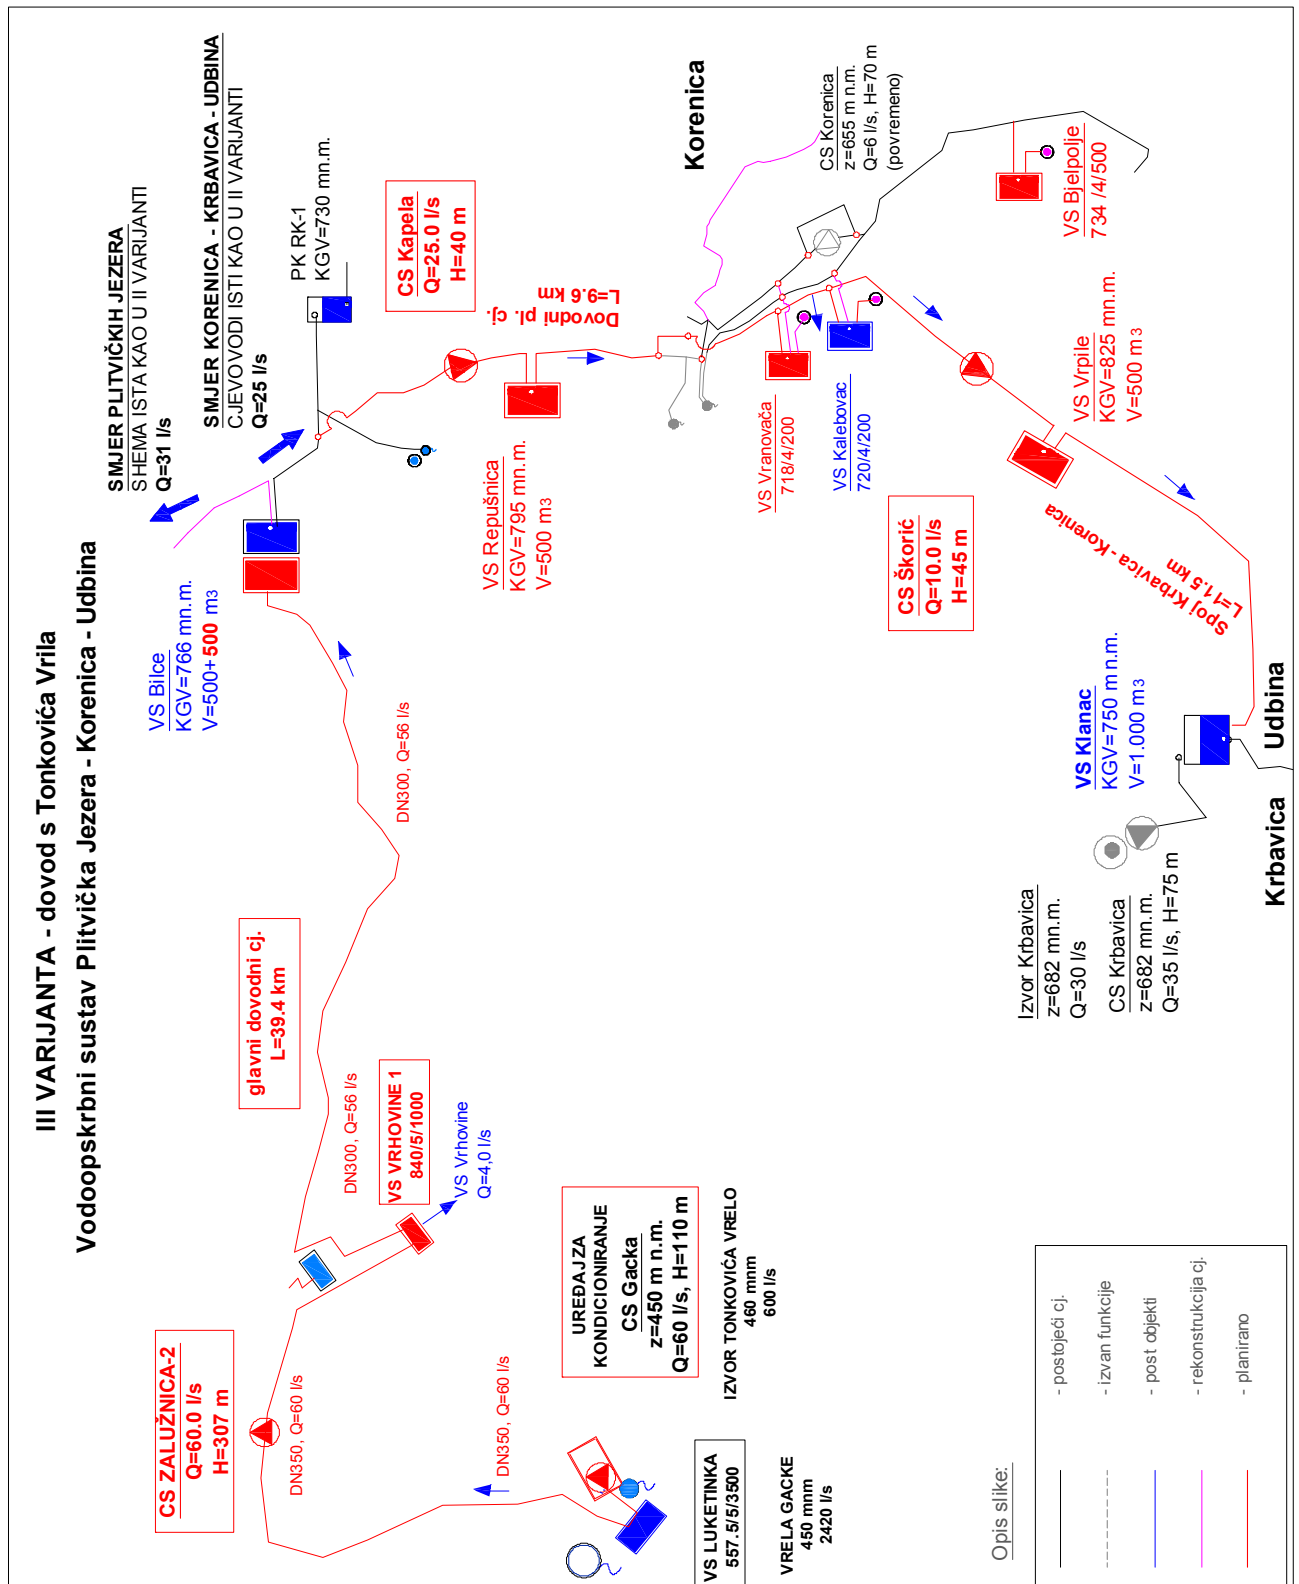 III VARIJANTA - dovod s Tonkovića Vrila
Vodoopskrbni sustav Plitvička Jezera - Korenica - Udbina
SMJER PLITVIČKIH JEZERA
SHEMA ISTA KAO U II VARIJANTI
Q=31 l/s
SMJER KORENICA - KRBAVICA - UDBINA
CJEVOVODI ISTI KAO U II VARIJANTI
Q=25 l/s
PK RK-1
KGV=730 mn.m.
VS Bilce
KGV=766 mn.m.
V=500+500 m3
CS Kapela
Q=25.0 l/s
H=40 m
Dovodni pl. cj.
L=9.6 km
VS Repušnica
KGV=795 mn.m.
V=500 m3
Korenica
CS Korenica
z=655 m n.m.
Q=6 l/s, H=70 m
(povremeno)
VS Vranovača
718/4/200
VS Kalebovac
720/4/200
VS Bjelpolje
734 /4/500
CS Škorić
Q=10.0 l/s
H=45 m
VS Vrpile
KGV=825 mn.m.
V=500 m3
Spoj Krbavica - Korenica
L=11.5 km
VS Klanac
KGV=750 m n.m.
V=1.000 m3
Udbina
Krbavica
Izvor Krbavica
z=682 mn.m.
Q=30 l/s
CS Krbavica
z=682 mn.m.
Q=35 l/s, H=75 m
DN300, Q=56 l/s
glavni dovodni cj.
L=39.4 km
DN300, Q=56 l/s
VS VRHOVINE 1
840/5/1000
VS Vrhovine
Q=4,0 l/s
CS ZALUŽNICA-2
Q=60.0 l/s
H=307 m
DN350, Q=60 l/s
DN350, Q=60 l/s
UREĐAJ ZA
KONDICIONIRANJE
CS Gacka
z=450 m n.m.
Q=60 l/s, H=110 m
IZVOR TONKOVIĆA VRELO
460 mnm
600 l/s
VS LUKETINKA
557.5/5/3500
VRELA GACKE
450 mnm
2420 l/s
Opis slike:
- postojeći cj.
- izvan funkcije
- post objekti
- rekonstrukcija cj.
- planirano